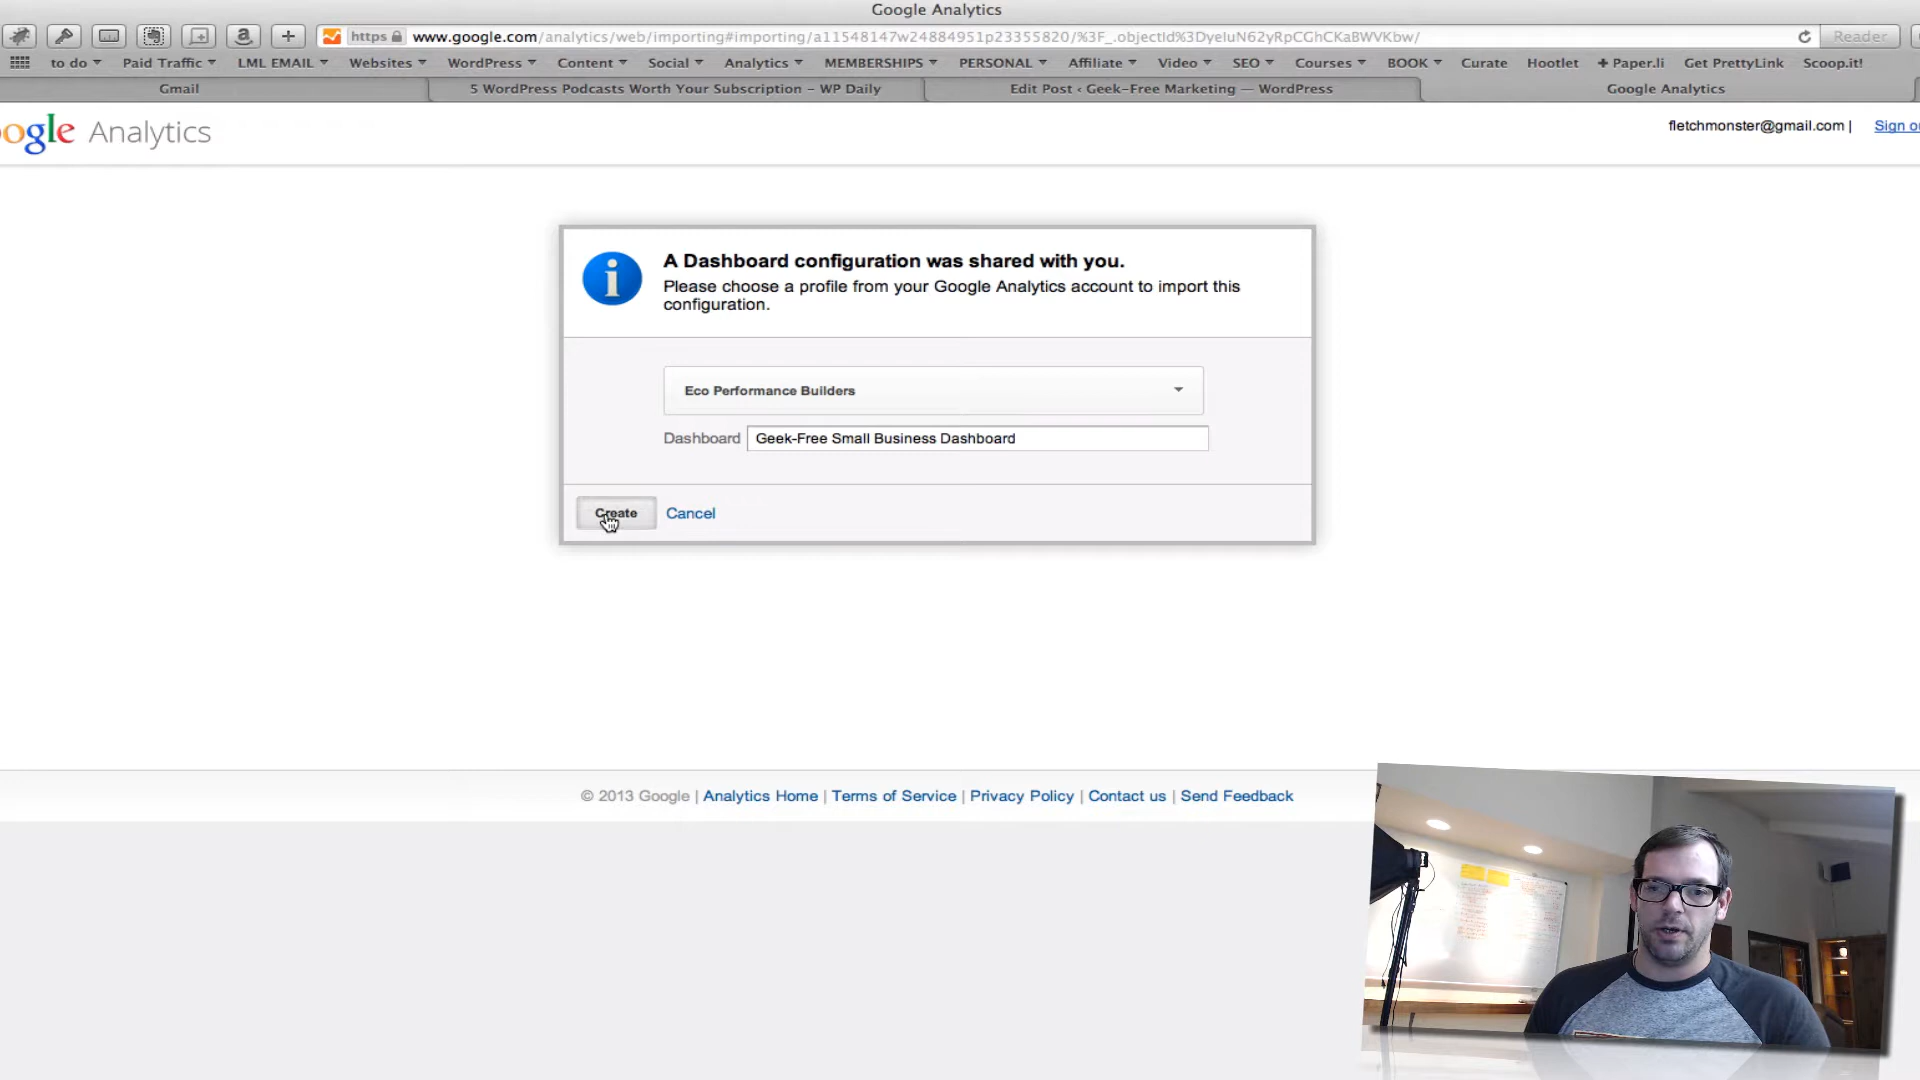 Google Analytics
https www.google.com/analytics/web/importing#importing/a11548147w24884951p23355820/%3F_.objectId%3DyeluN62yRpCGhCKaBWVKbw/ Reader
to do Paid Traffic LML EMAIL Websites WordPress Content Social Analytics MEMBERSHIPS PERSONAL Affiliate Video SEO Courses BOOK Curate Hootlet + Paper.li Get PrettyLink Scoop.it!
Gmail 5 WordPress Podcasts Worth Your Subscription – WP Daily Edit Post ‹ Geek-Free Marketing — WordPress Google Analytics
oogle Analytics fletchmonster@gmail.com | Sign o
A Dashboard configuration was shared with you.
Please choose a profile from your Google Analytics account to import this
configuration.
Eco Performance Builders
Dashboard Geek-Free Small Business Dashboard
Create Cancel
© 2013 Google | Analytics Home | Terms of Service | Privacy Policy | Contact us | Send Feedback